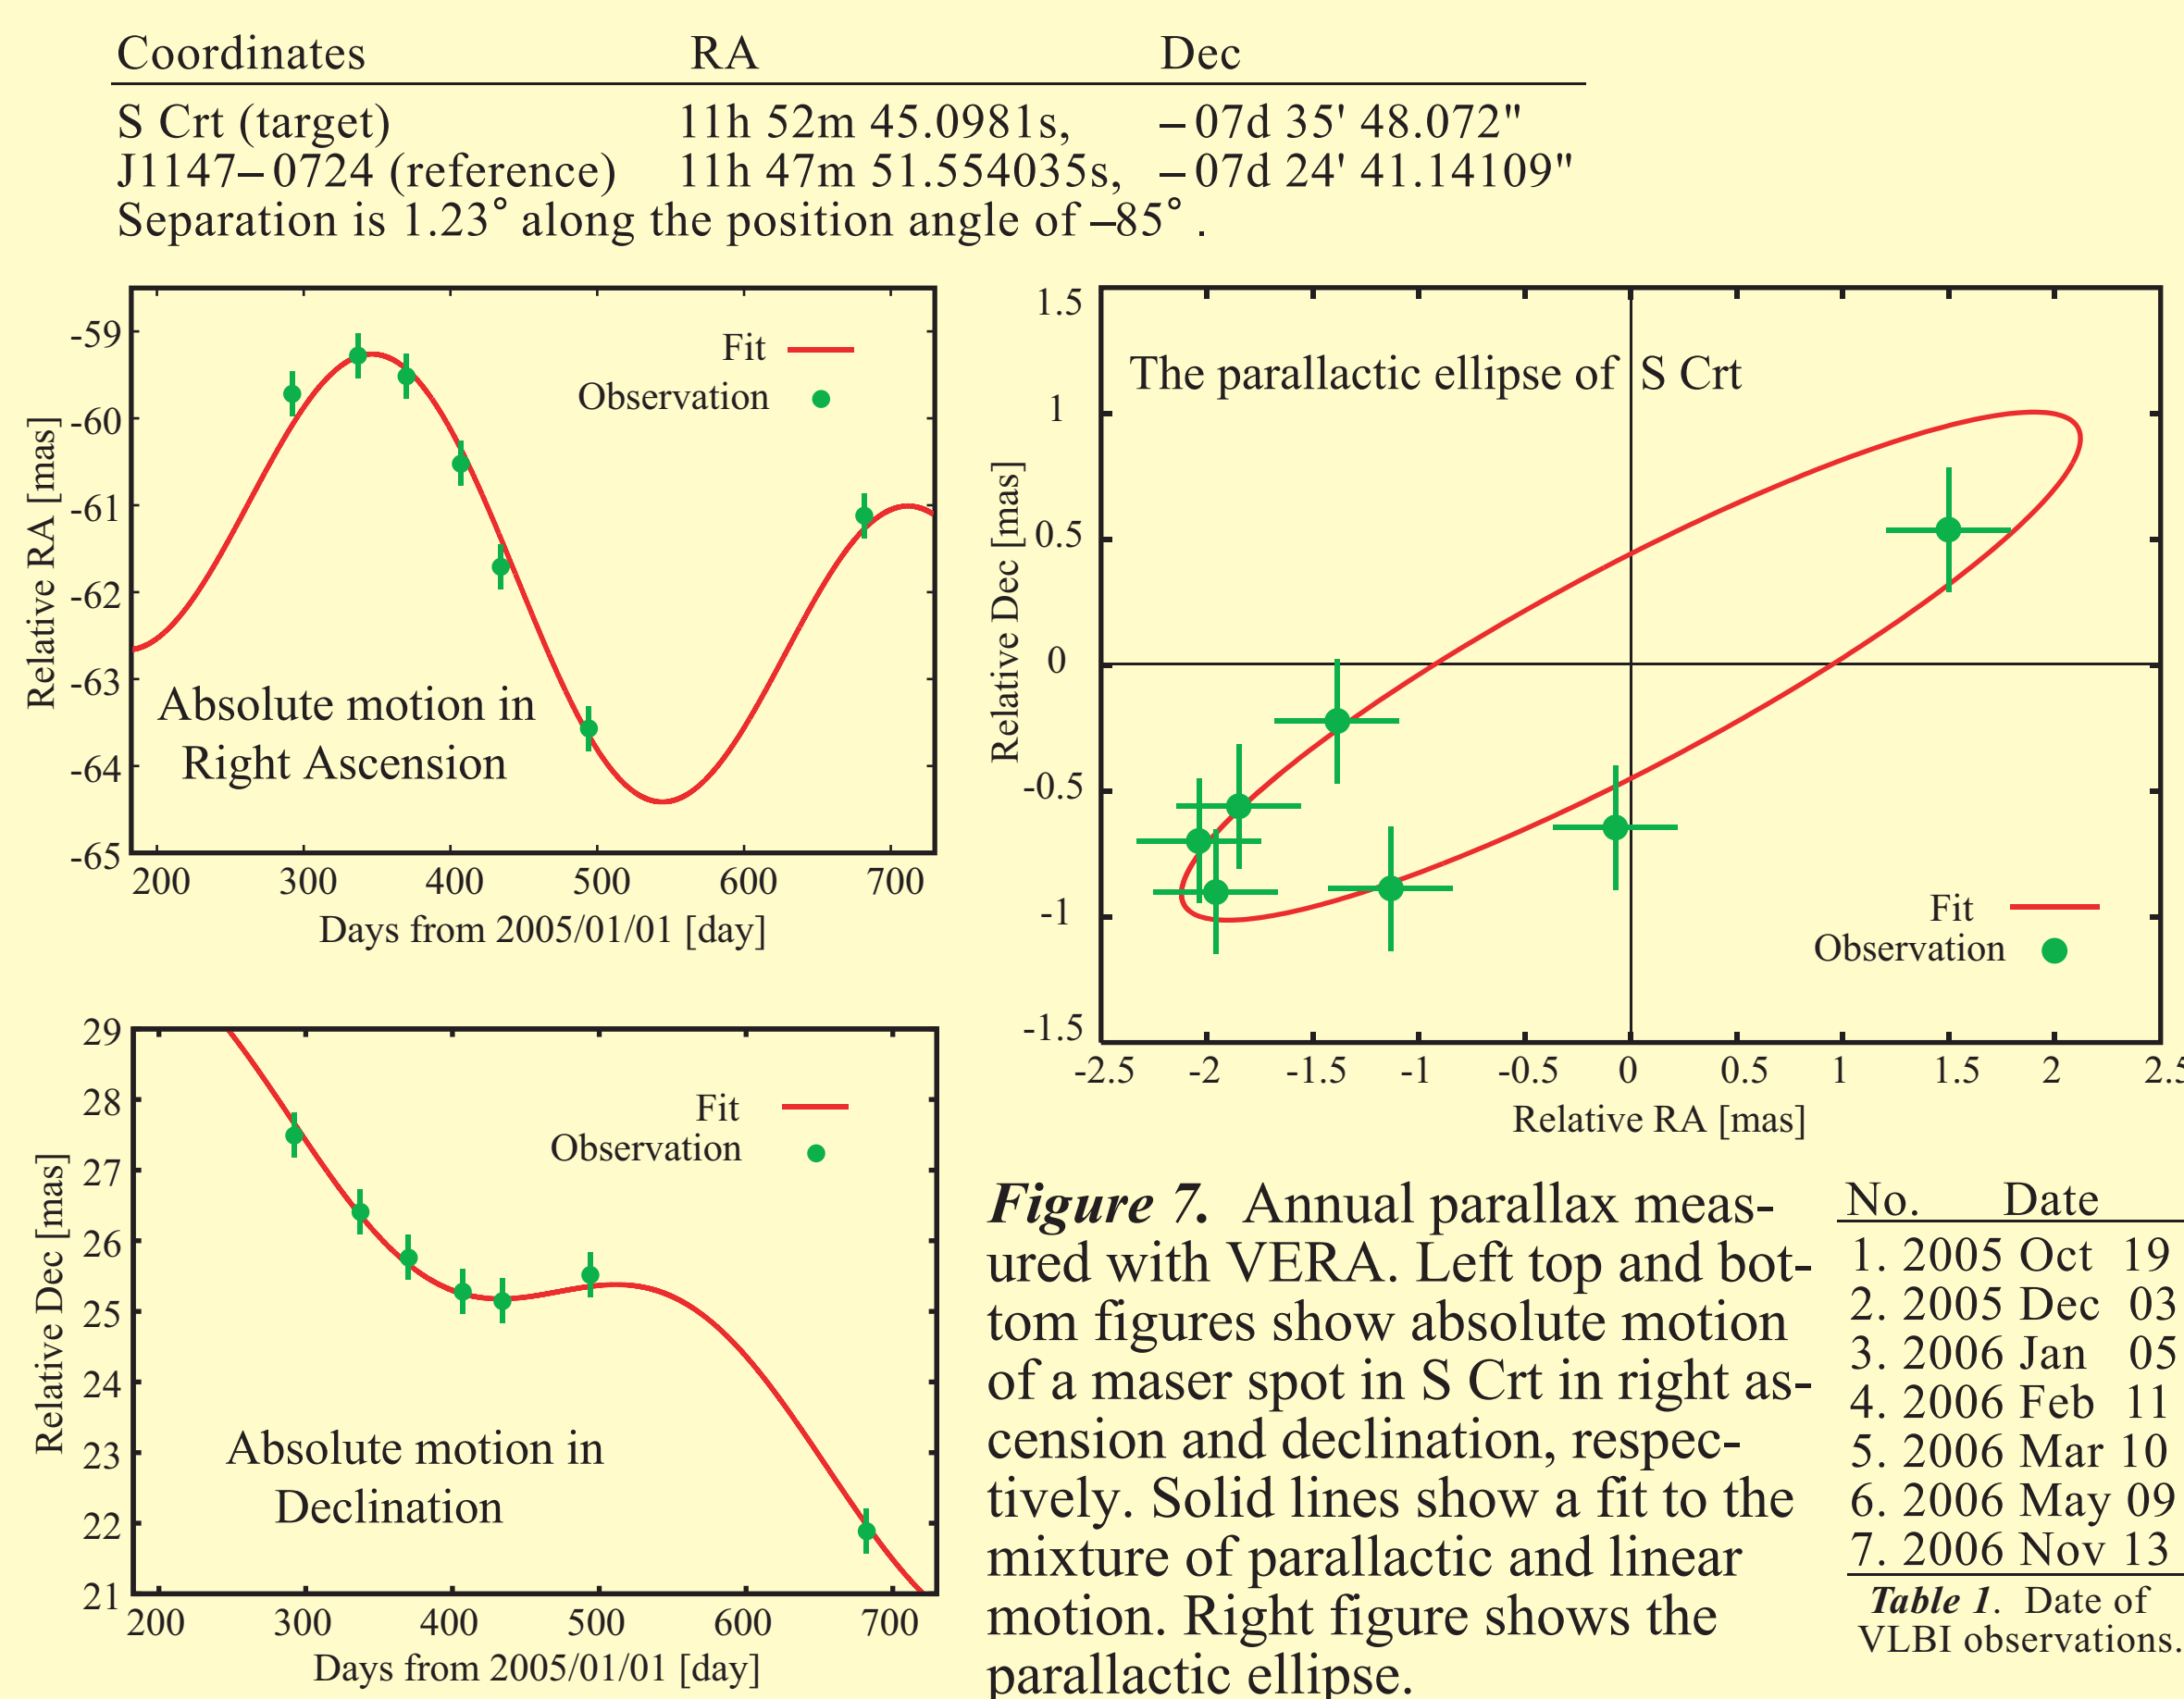 Coordinates RA Dec
S Crt (target) 11h 52m 45.0981s, –07d 35' 48.072"
J1147–0724 (reference) 11h 47m 51.554035s, –07d 24' 41.14109"
Separation is 1.23° along the position angle of –85° .
-59
-60
-61
-62
-63
-64
-65
Relative RA [mas]
Fit
Observation
Absolute motion in
Right Ascension
200 300 400 500 600 700
Days from 2005/01/01 [day]
1.5
1
0.5
0
-0.5
-1
-1.5
Relative Dec [mas]
The parallactic ellipse of S Crt
Fit
Observation
-2.5 -2 -1.5 -1 -0.5 0 0.5 1 1.5 2 2.5
Relative RA [mas]
29
28
27
26
25
24
23
22
21
Relative Dec [mas]
Fit
Observation
Absolute motion in
Declination
200 300 400 500 600 700
Days from 2005/01/01 [day]
Figure 7. Annual parallax meas-
ured with VERA. Left top and bot-
tom figures show absolute motion
of a maser spot in S Crt in right as-
cension and declination, respec-
tively. Solid lines show a fit to the
mixture of parallactic and linear
motion. Right figure shows the
parallactic ellipse.
No. Date
1. 2005 Oct 19
2. 2005 Dec 03
3. 2006 Jan 05
4. 2006 Feb 11
5. 2006 Mar 10
6. 2006 May 09
7. 2006 Nov 13
Table 1. Date of
VLBI observations.